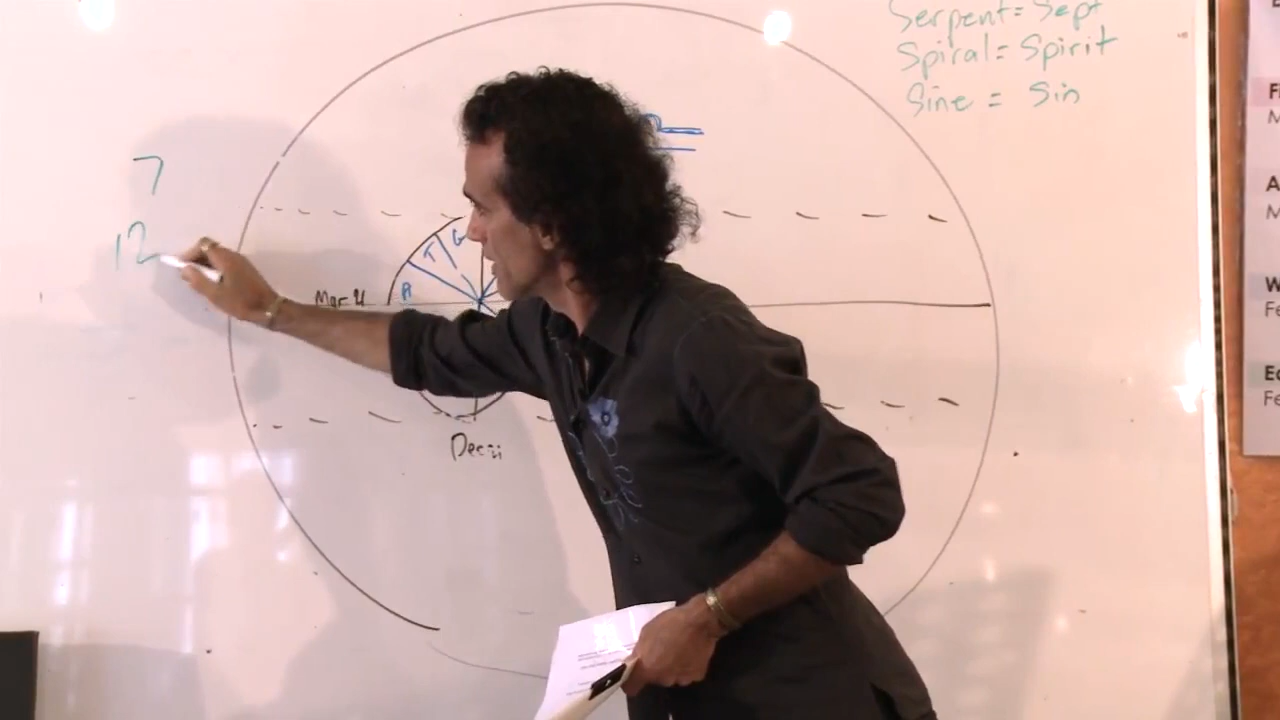 Serpent = Sept
Spiral = Spirit
Sine = Sin
7
12
T
G
A
Mar 21
Dec 21